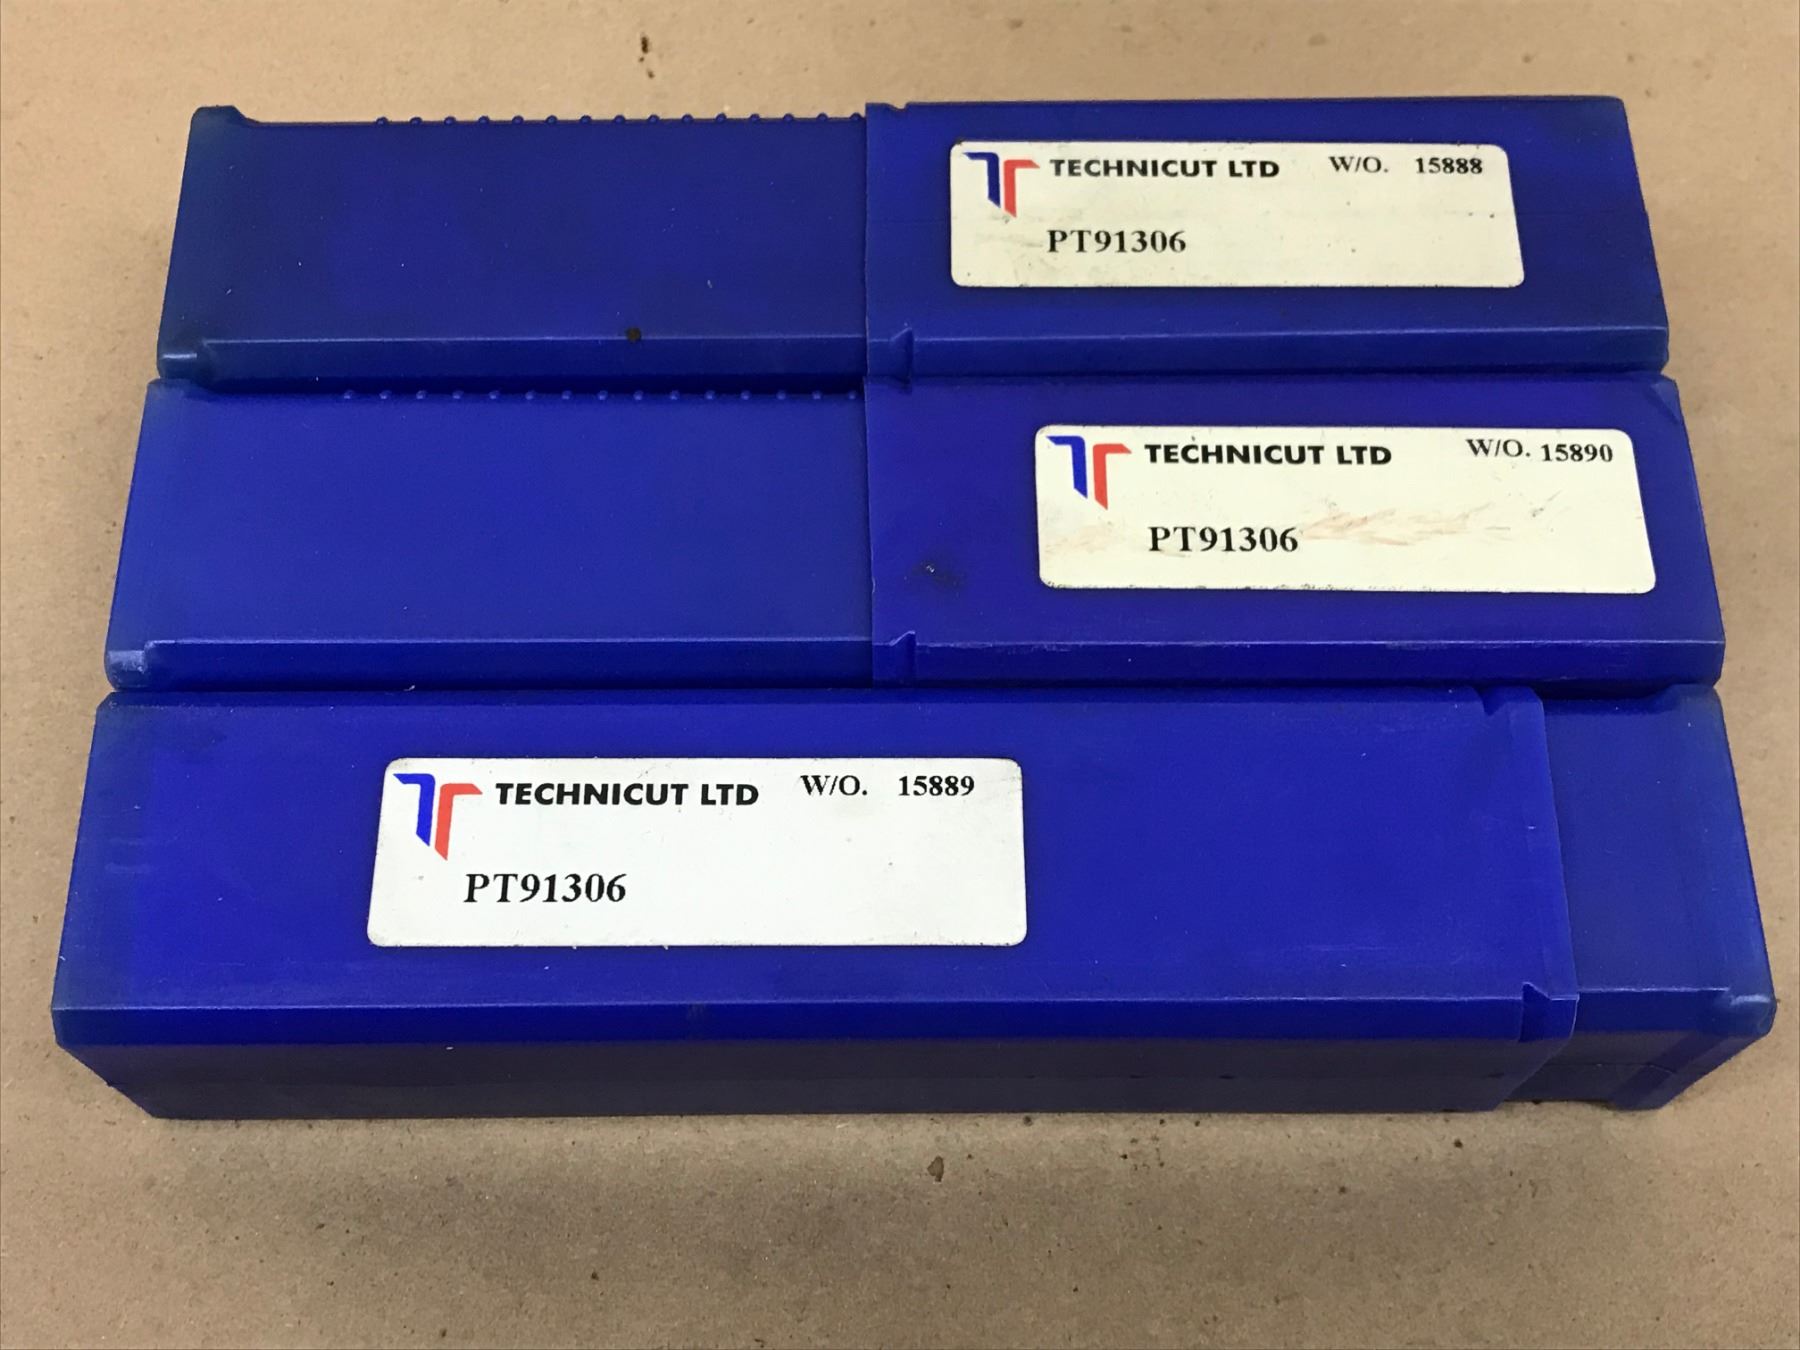 TECHNICUT LTD W/O. 15888
PT91306
TECHNICUT LTD W/O. 15890
PT91306
TECHNICUT LTD W/O. 15889
PT91306